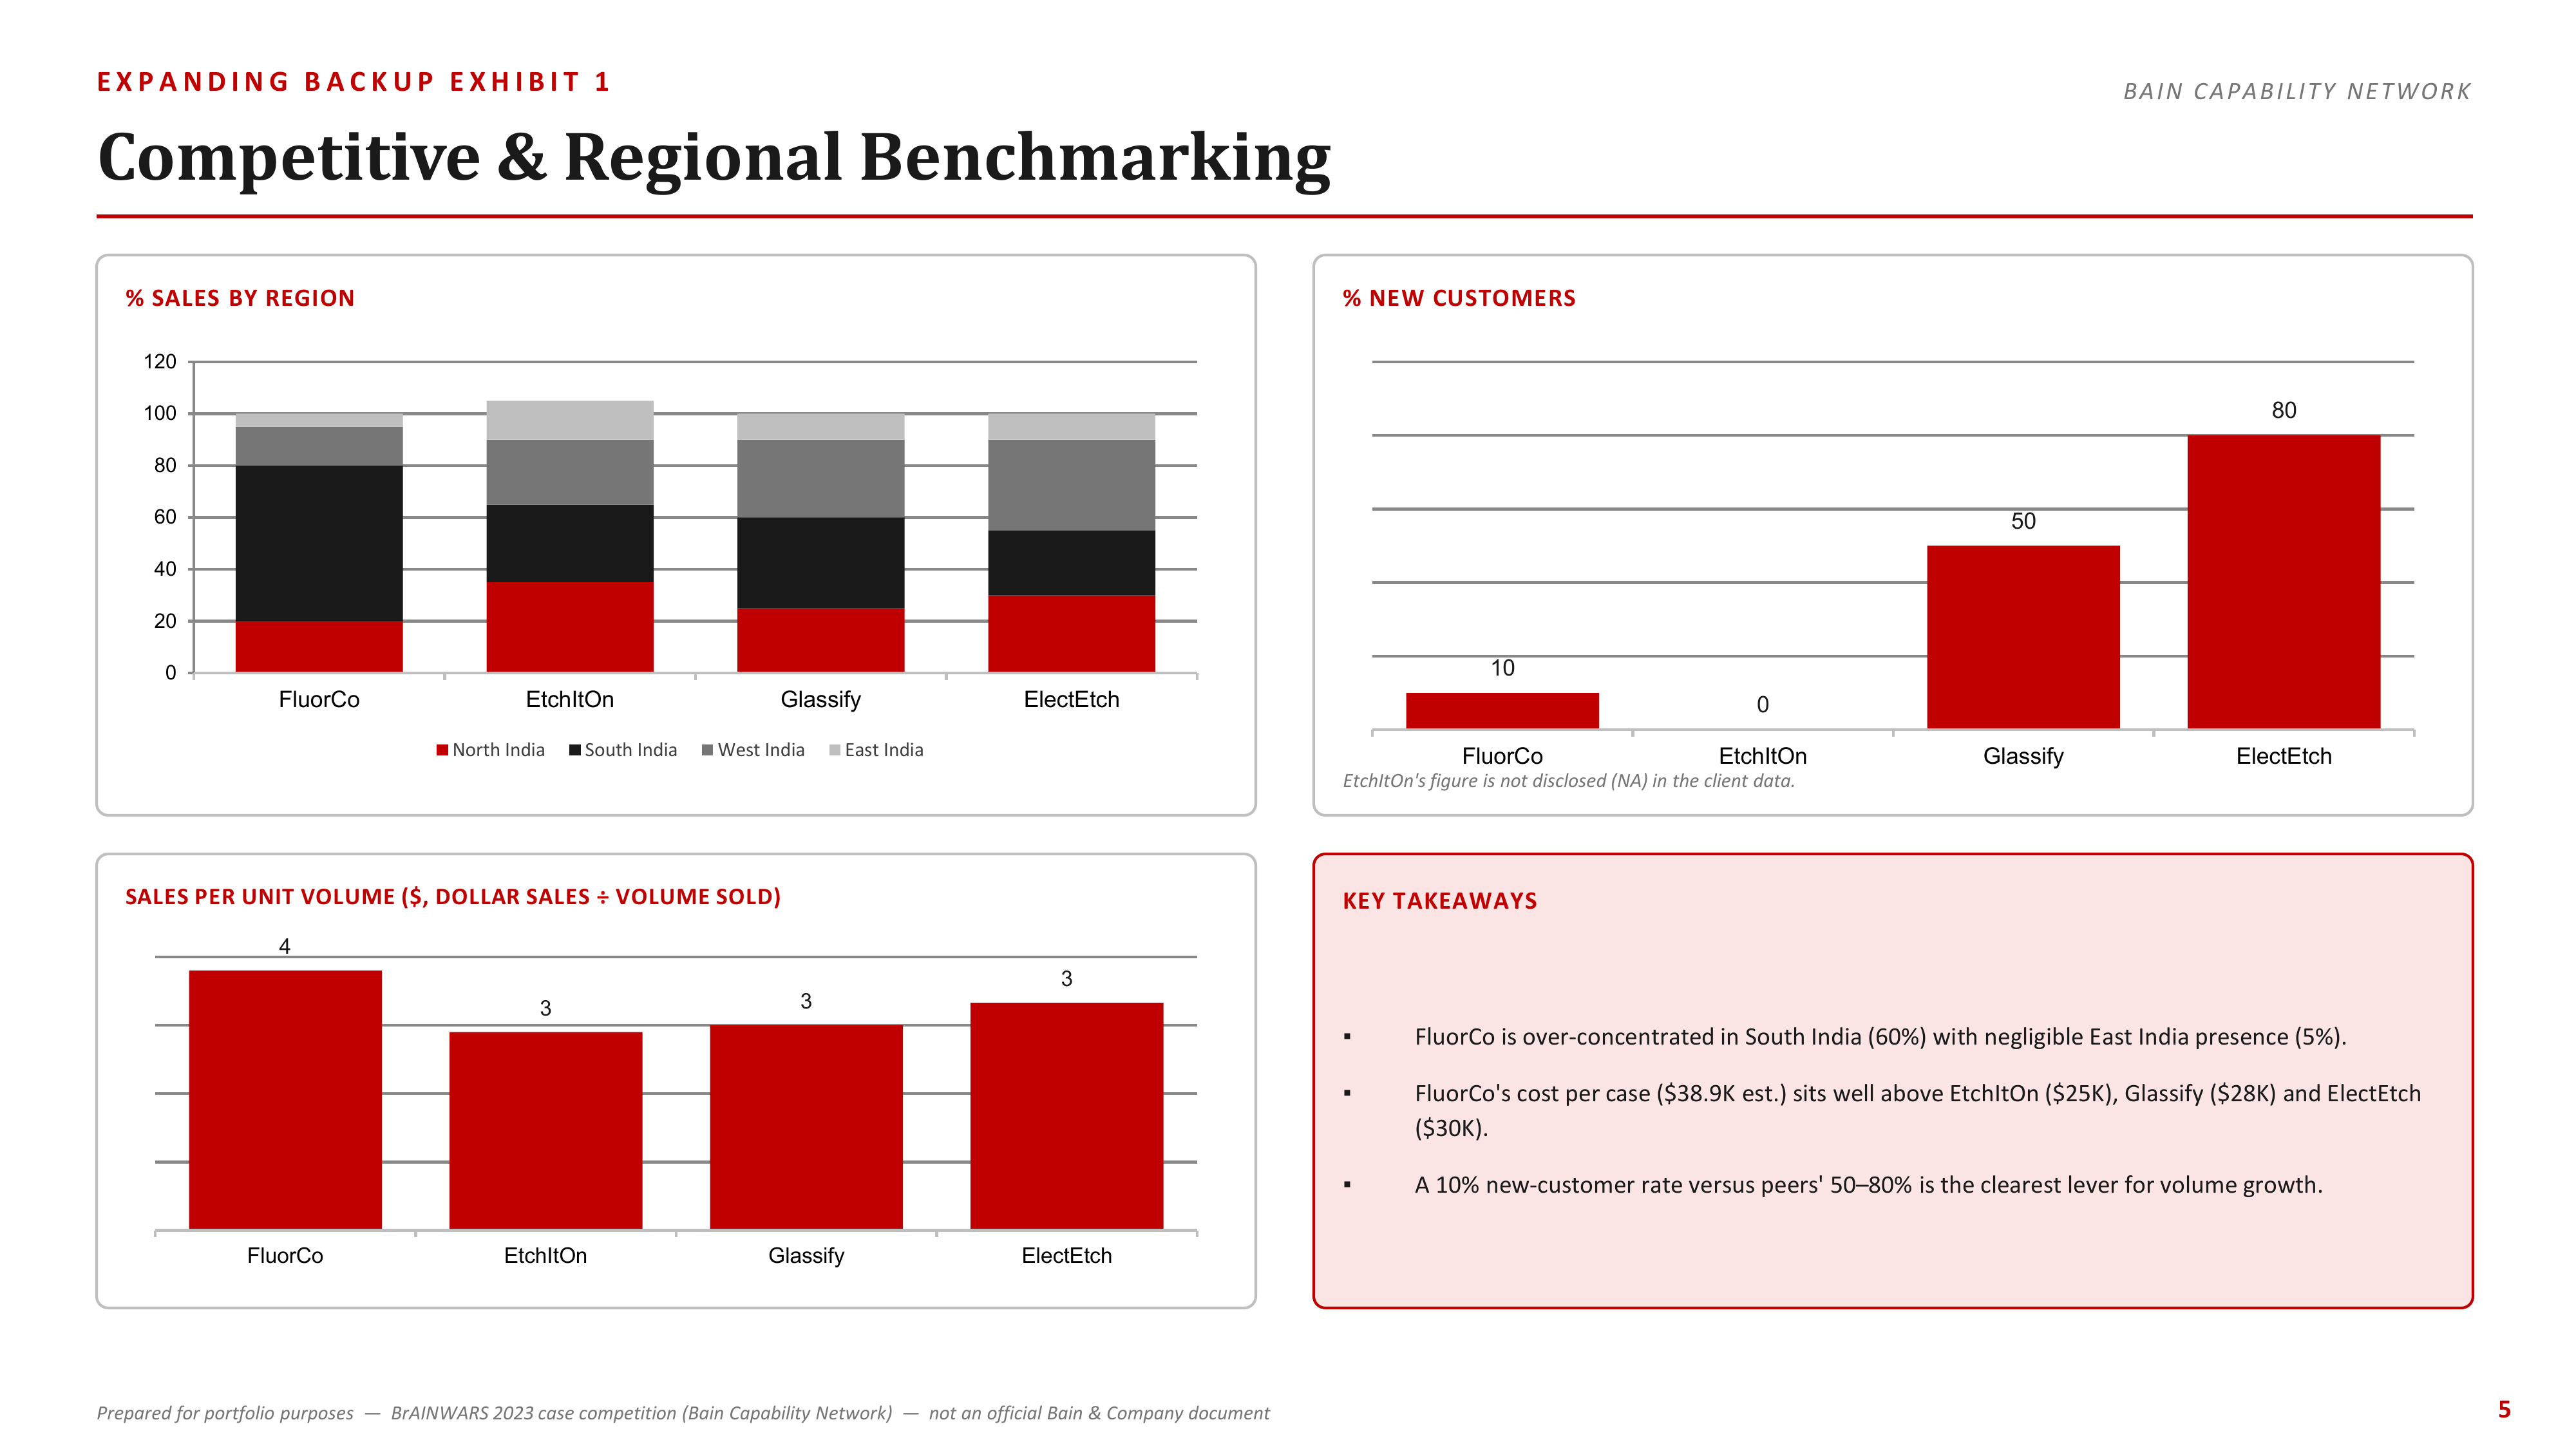 EXPANDING BACKUP EXHIBIT 1
BAIN CAPABILITY NETWORK
Competitive & Regional Benchmarking
% SALES BY REGION
120
100
80
60
40
20
0
FluorCo EtchItOn Glassify ElectEtch
North India South India West India East India
% NEW CUSTOMERS
10
0
50
80
FluorCo EtchItOn Glassify ElectEtch
EtchItOn's figure is not disclosed (NA) in the client data.
SALES PER UNIT VOLUME ($, DOLLAR SALES ÷ VOLUME SOLD)
4
3
3
3
FluorCo EtchItOn Glassify ElectEtch
KEY TAKEAWAYS
▪ FluorCo is over-concentrated in South India (60%) with negligible East India presence (5%).
▪ FluorCo's cost per case ($38.9K est.) sits well above EtchItOn ($25K), Glassify ($28K) and ElectEtch
($30K).
▪ A 10% new-customer rate versus peers' 50–80% is the clearest lever for volume growth.
Prepared for portfolio purposes — BrAINWARS 2023 case competition (Bain Capability Network) — not an official Bain & Company document
5